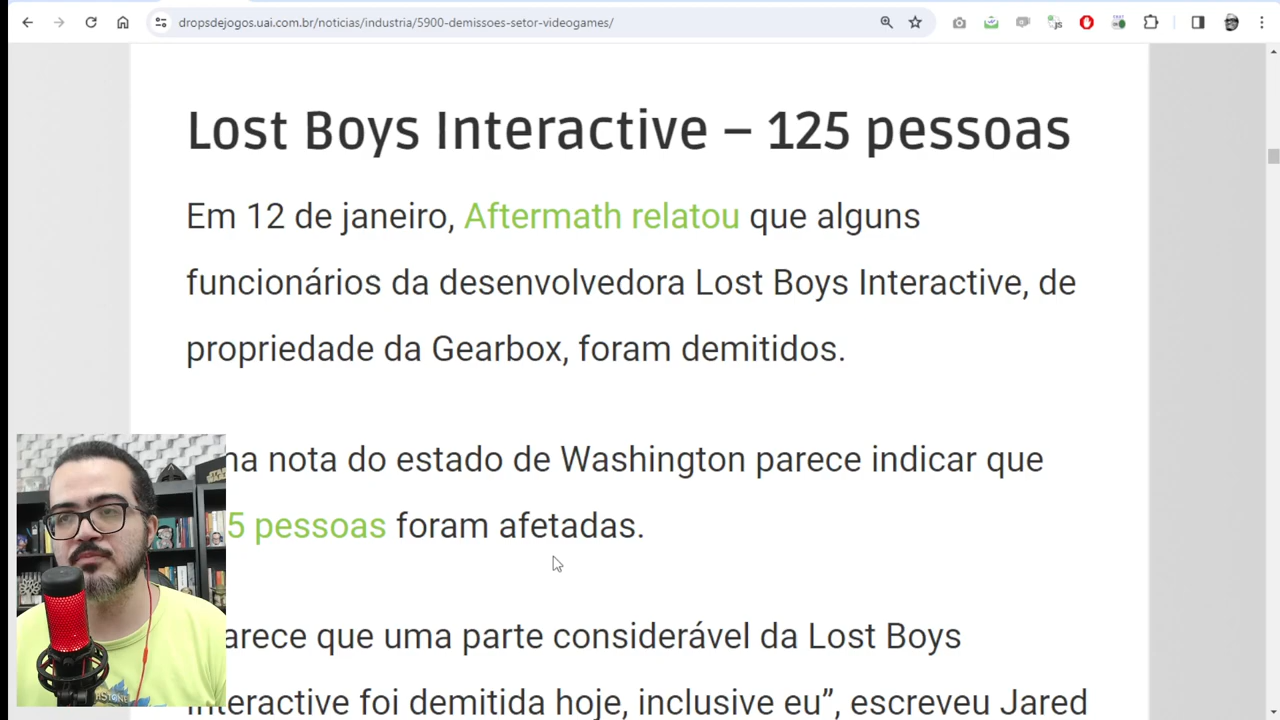 dropsdejogos.uai.com.br/noticias/industria/5900-demissoes-setor-videogames/
Lost Boys Interactive – 125 pessoas
Em 12 de janeiro, Aftermath relatou que alguns
funcionários da desenvolvedora Lost Boys Interactive, de
propriedade da Gearbox, foram demitidos.
nota do estado de Washington parece indicar que
5 pessoas foram afetadas.
arece que uma parte considerável da Lost Boys
Interactive foi demitida hoje, inclusive eu”, escreveu Jared